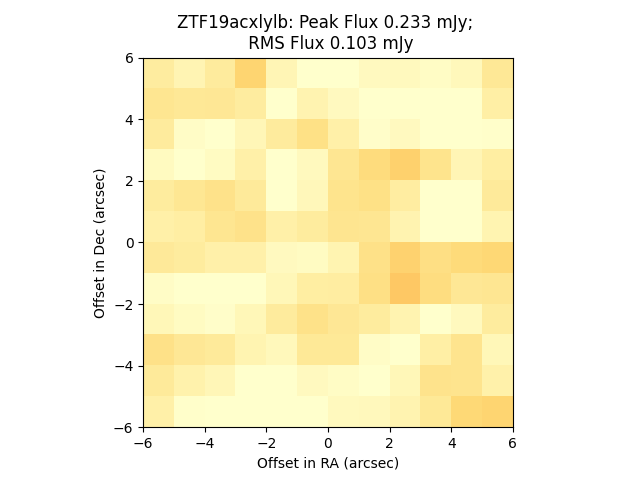 ZTF19acxlylb: Peak Flux 0.233 mJy;
RMS Flux 0.103 mJy
6
4
2
0
−2
−4
−6
Offset in Dec (arcsec)
−6 −4 −2 0 2 4 6
Offset in RA (arcsec)